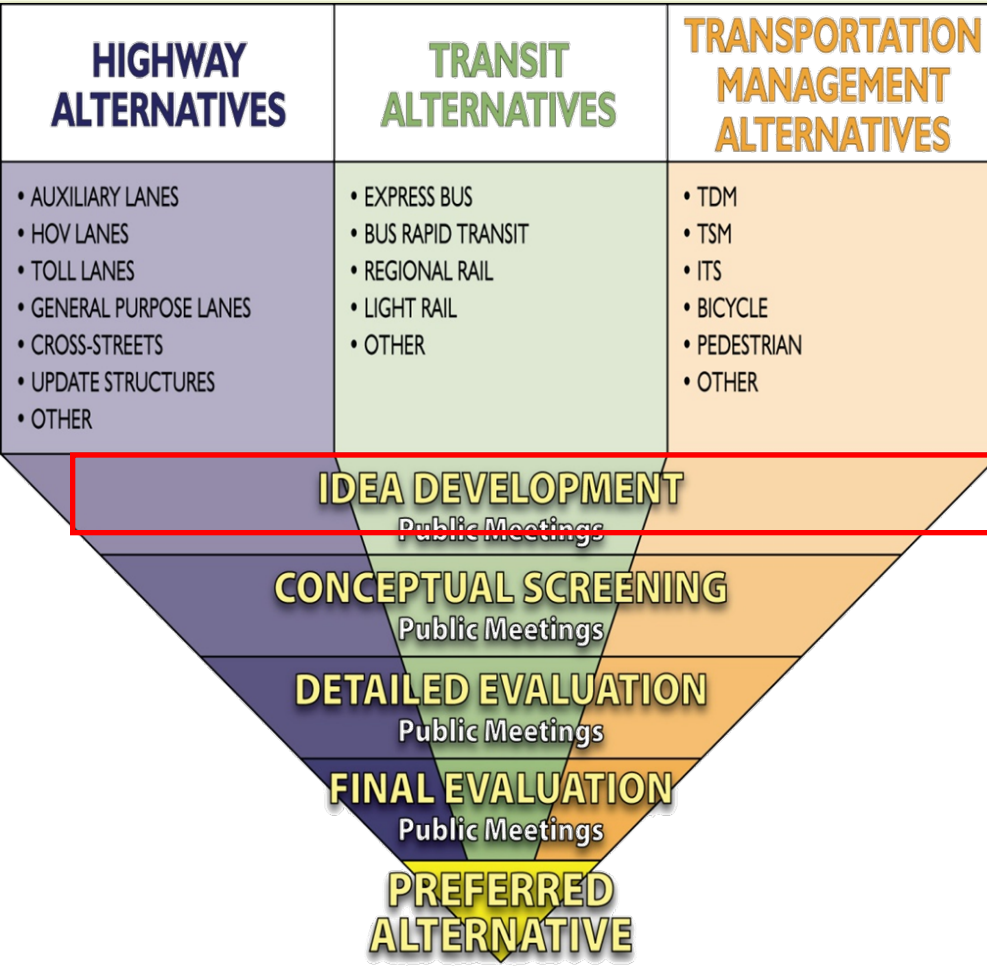 HIGHWAY
ALTERNATIVES
TRANSIT
ALTERNATIVES
TRANSPORTATION
MANAGEMENT
ALTERNATIVES
• AUXILIARY LANES
• HOV LANES
• TOLL LANES
• GENERAL PURPOSE LANES
• CROSS-STREETS
• UPDATE STRUCTURES
• OTHER
• EXPRESS BUS
• BUS RAPID TRANSIT
• REGIONAL RAIL
• LIGHT RAIL
• OTHER
• TDM
• TSM
• ITS
• BICYCLE
• PEDESTRIAN
• OTHER
IDEA DEVELOPMENT
Public Meetings
CONCEPTUAL SCREENING
Public Meetings
DETAILED EVALUATION
Public Meetings
FINAL EVALUATION
Public Meetings
PREFERRED
ALTERNATIVE